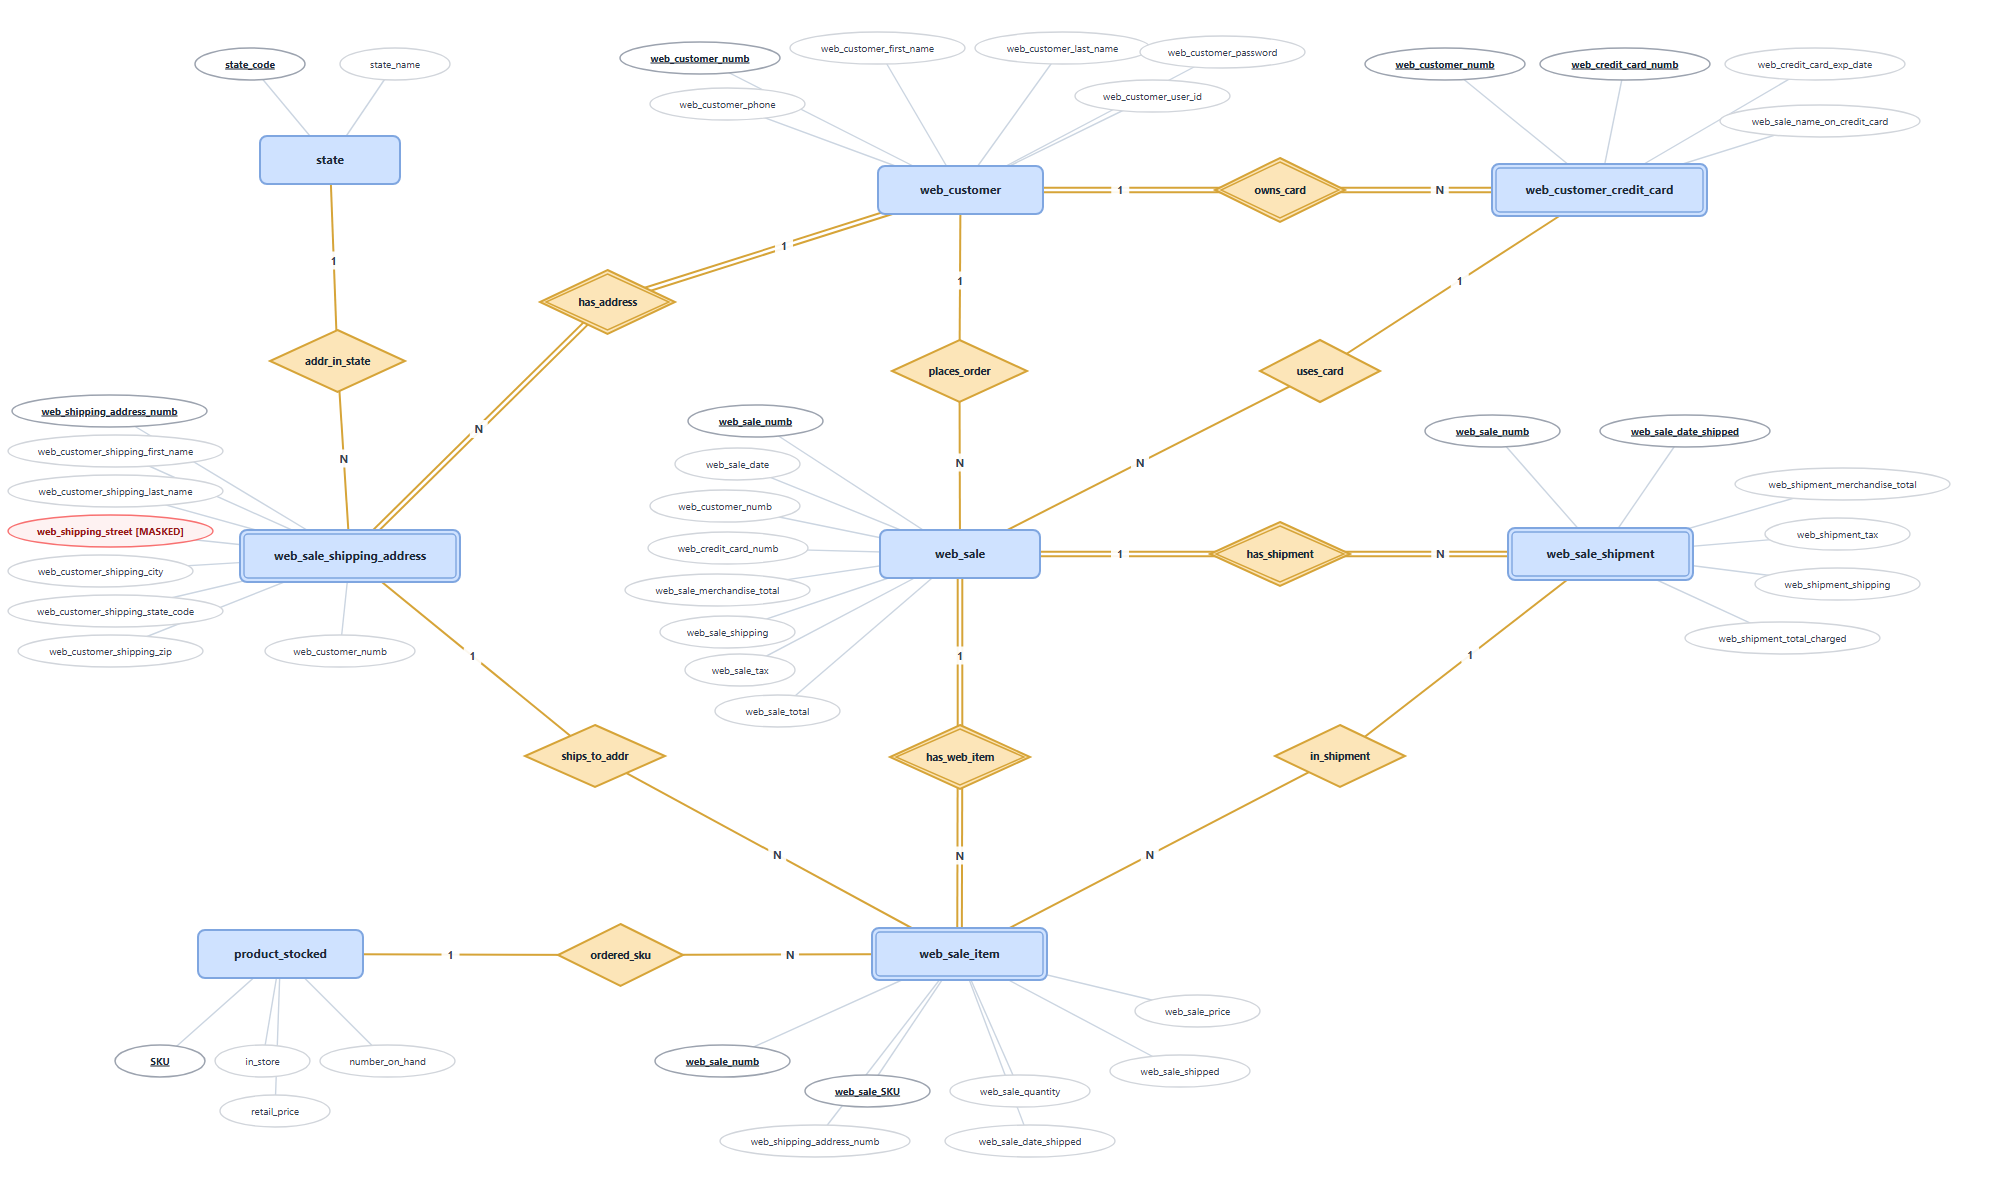 web_customer_first_name
web_customer_last_name
web_customer_password
web_customer_numb
state_code
state_name
web_customer_numb
web_credit_card_numb
web_credit_card_exp_date
web_customer_phone
web_customer_user_id
web_sale_name_on_credit_card
state
web_customer
1
owns_card
N
web_customer_credit_card
1
1
1
1
has_address
addr_in_state
places_order
uses_card
web_shipping_address_numb
web_sale_numb
N
web_sale_numb
web_sale_date_shipped
web_customer_shipping_first_name
N
web_sale_date
N
N
web_shipment_merchandise_total
web_customer_shipping_last_name
web_customer_numb
web_shipping_street [MASKED]
web_shipment_tax
web_sale_shipping_address
web_credit_card_numb
web_sale
1
has_shipment
N
web_sale_shipment
web_customer_shipping_city
web_sale_merchandise_total
web_shipment_shipping
web_customer_shipping_state_code
web_sale_shipping
web_shipment_total_charged
web_customer_shipping_zip
web_customer_numb
1
web_sale_tax
1
1
web_sale_total
ships_to_addr
has_web_item
in_shipment
N
N
N
product_stocked
1
ordered_sku
N
web_sale_item
web_sale_price
SKU
in_store
number_on_hand
web_sale_numb
web_sale_shipped
web_sale_SKU
web_sale_quantity
retail_price
web_shipping_address_numb
web_sale_date_shipped